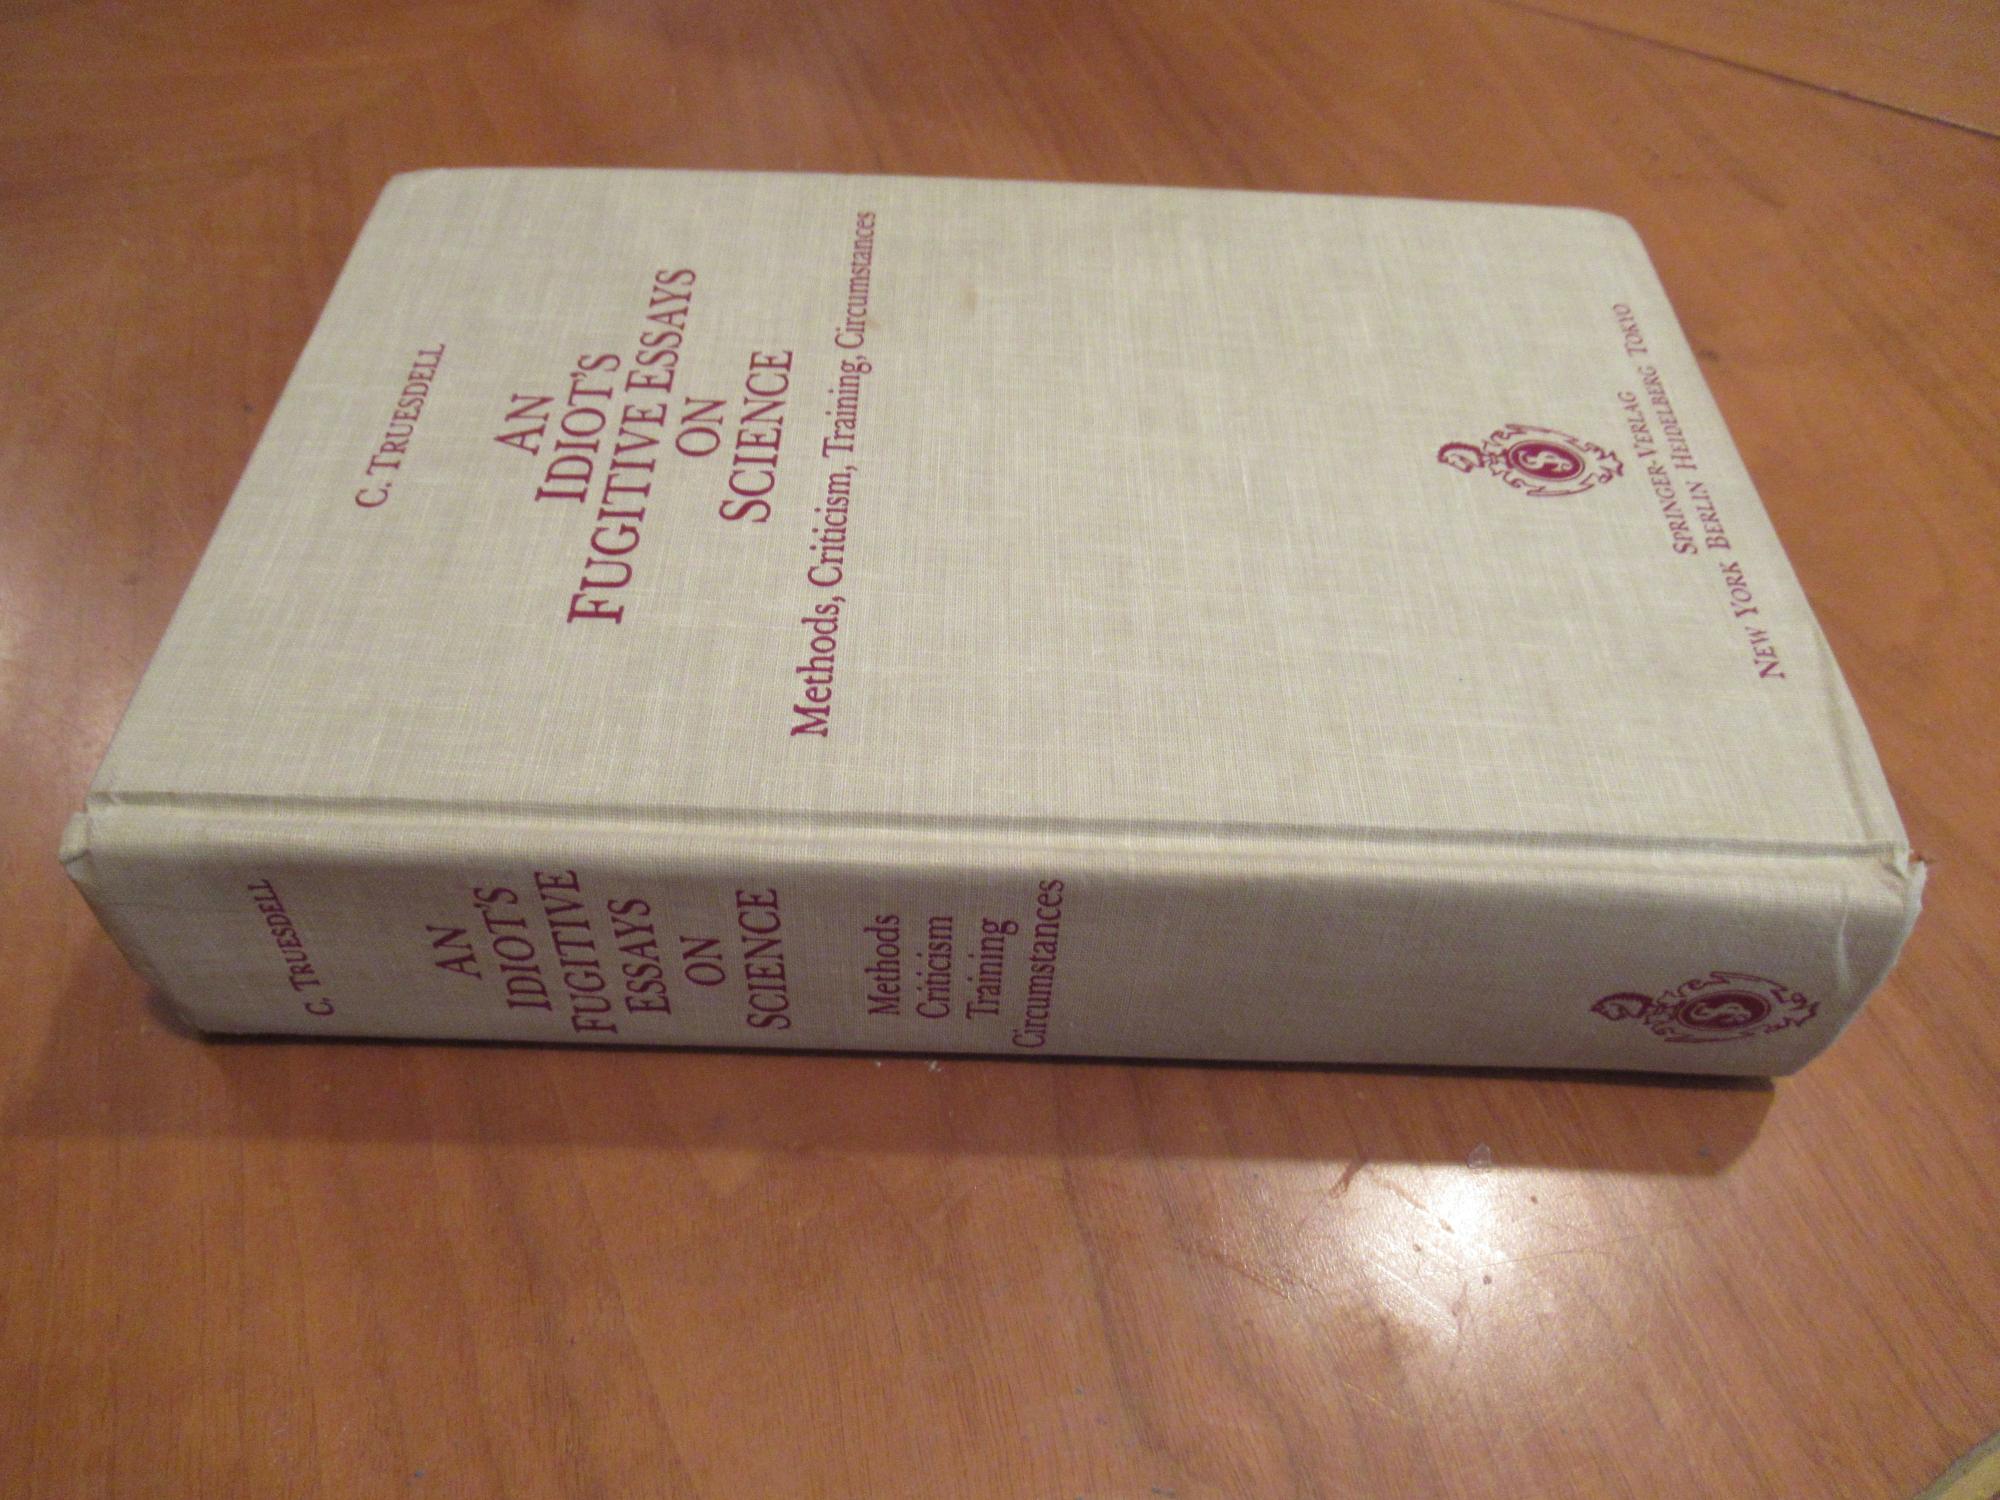 C. TRUESDELL
AN
IDIOT'S
FUGITIVE ESSAYS
ON
SCIENCE
Methods, Criticism, Training, Circumstances
SPRINGER-VERLAG
NEW YORK BERLIN HEIDELBERG TOKYO
C. TRUESDELL
AN
IDIOT'S
FUGITIVE
ESSAYS
ON
SCIENCE
Methods
Criticism
Training
Circumstances